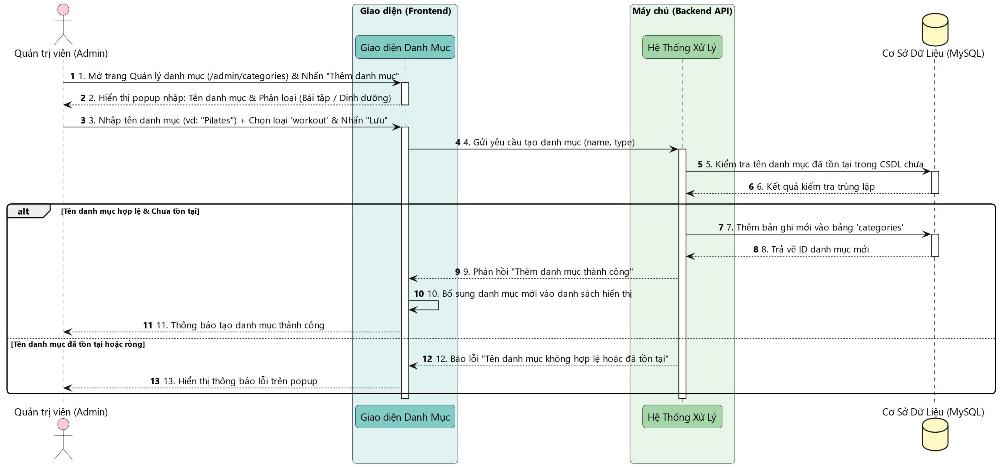 Giao diện (Frontend)
Máy chủ (Backend API)
Quản trị viên (Admin)
Giao diện Danh Mục
Hệ Thống Xử Lý
Cơ Sở Dữ Liệu (MySQL)
1 1. Mở trang Quản lý danh mục (/admin/categories) & Nhấn "Thêm danh mục"
2 2. Hiển thị popup nhập: Tên danh mục & Phân loại (Bài tập / Dinh dưỡng)
3 3. Nhập tên danh mục (vd: "Pilates") + Chọn loại 'workout' & Nhấn "Lưu"
4 4. Gửi yêu cầu tạo danh mục (name, type)
5 5. Kiểm tra tên danh mục đã tồn tại trong CSDL chưa
6 6. Kết quả kiểm tra trùng lặp
alt [Tên danh mục hợp lệ & Chưa tồn tại]
7 7. Thêm bản ghi mới vào bảng 'categories'
8 8. Trả về ID danh mục mới
9 9. Phản hồi "Thêm danh mục thành công"
10 10. Bổ sung danh mục mới vào danh sách hiển thị
11 11. Thông báo tạo danh mục thành công
[Tên danh mục đã tồn tại hoặc rỗng]
12 12. Báo lỗi "Tên danh mục không hợp lệ hoặc đã tồn tại"
13 13. Hiển thị thông báo lỗi trên popup
Quản trị viên (Admin)
Giao diện Danh Mục
Hệ Thống Xử Lý
Cơ Sở Dữ Liệu (MySQL)